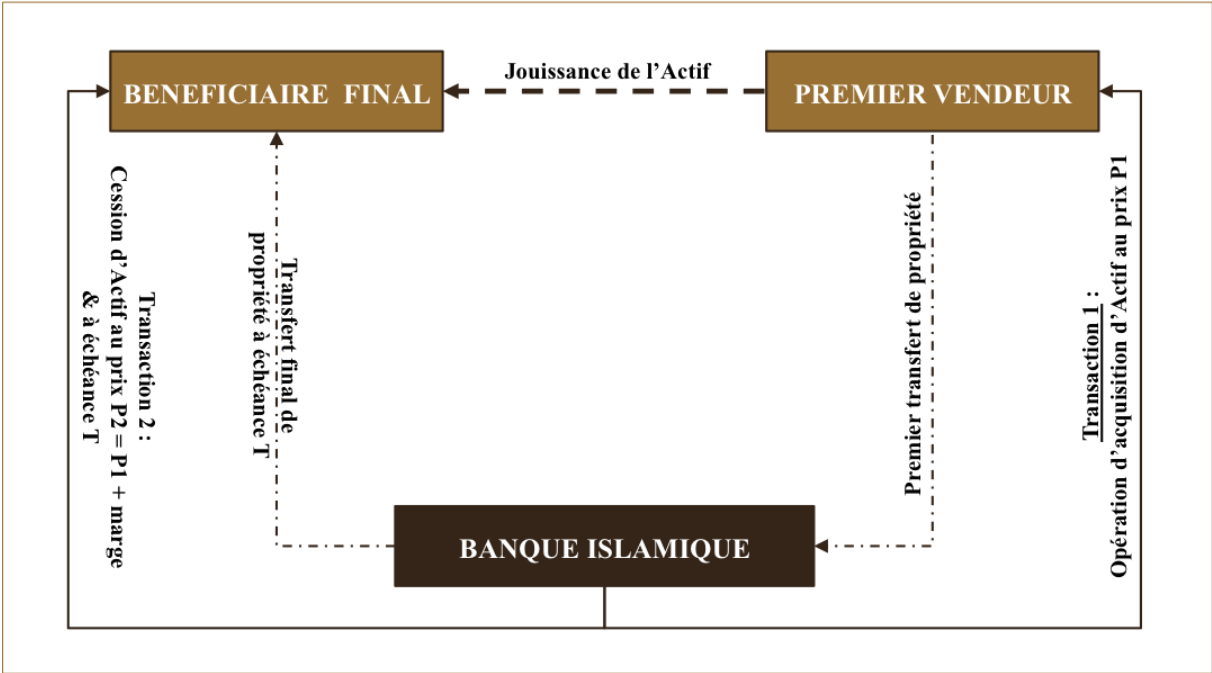 Jouissance de l’Actif
BENEFICIAIRE FINAL
PREMIER VENDEUR
Transaction 2 :
Cession d’Actif au prix P2 = P1 + marge
& à échéance T
Transfert final de
propriété à échéance T
Premier transfert de propriété
Transaction 1 :
Opération d’acquisition d’Actif au prix P1
BANQUE ISLAMIQUE